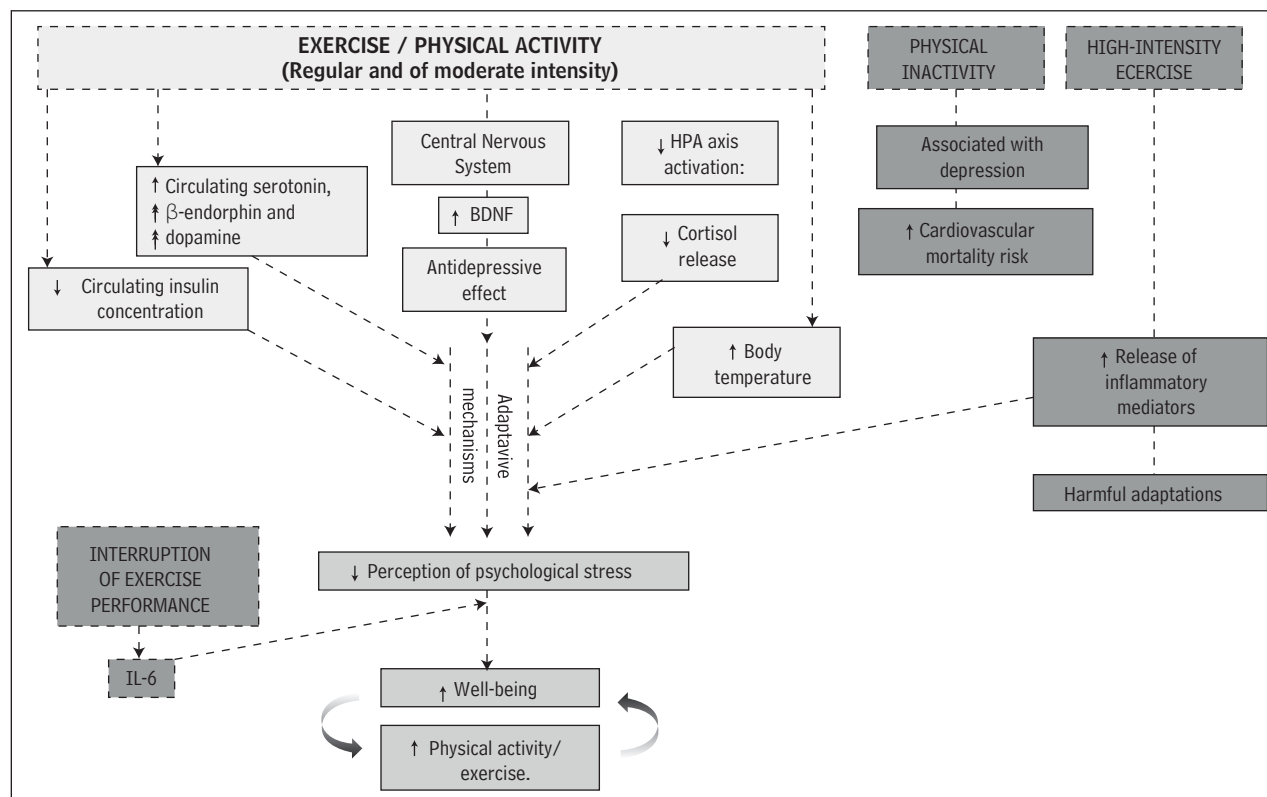 EXERCISE / PHYSICAL ACTIVITY
(Regular and of moderate intensity)
PHYSICAL
INACTIVITY
HIGH-INTENSITY
ECERCISE
Central Nervous
System
↓ HPA axis
activation:
Associated with
depression
↑ Circulating serotonin,
↑ β-endorphin and
↑ dopamine
↑ BDNF
↓ Cortisol
release
↑ Cardiovascular
mortality risk
↓ Circulating insulin
concentration
Antidepressive
effect
↑ Body
temperature
↑ Release of
inflammatory
mediators
Adaptavive
mechanisms
Harmful adaptations
INTERRUPTION
OF EXERCISE
PERFORMANCE
↓ Perception of psychological stress
IL-6
↑ Well-being
↑ Physical activity/
exercise.